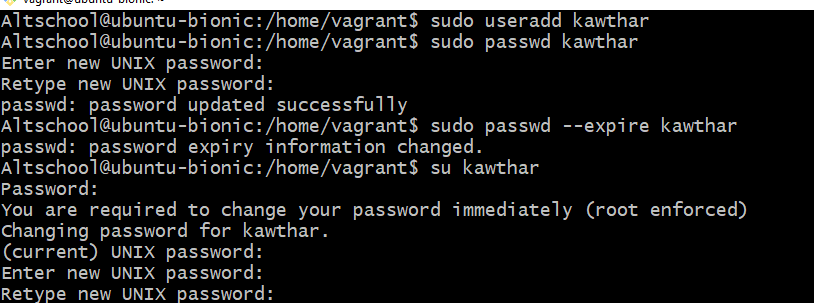 vagrant@ubuntu-bionic: ~
Altschool@ubuntu-bionic:/home/vagrant$ sudo useradd kawthar
Altschool@ubuntu-bionic:/home/vagrant$ sudo passwd kawthar
Enter new UNIX password:
Retype new UNIX password:
passwd: password updated successfully
Altschool@ubuntu-bionic:/home/vagrant$ sudo passwd --expire kawthar
passwd: password expiry information changed.
Altschool@ubuntu-bionic:/home/vagrant$ su kawthar
Password:
You are required to change your password immediately (root enforced)
Changing password for kawthar.
(current) UNIX password:
Enter new UNIX password:
Retype new UNIX password: